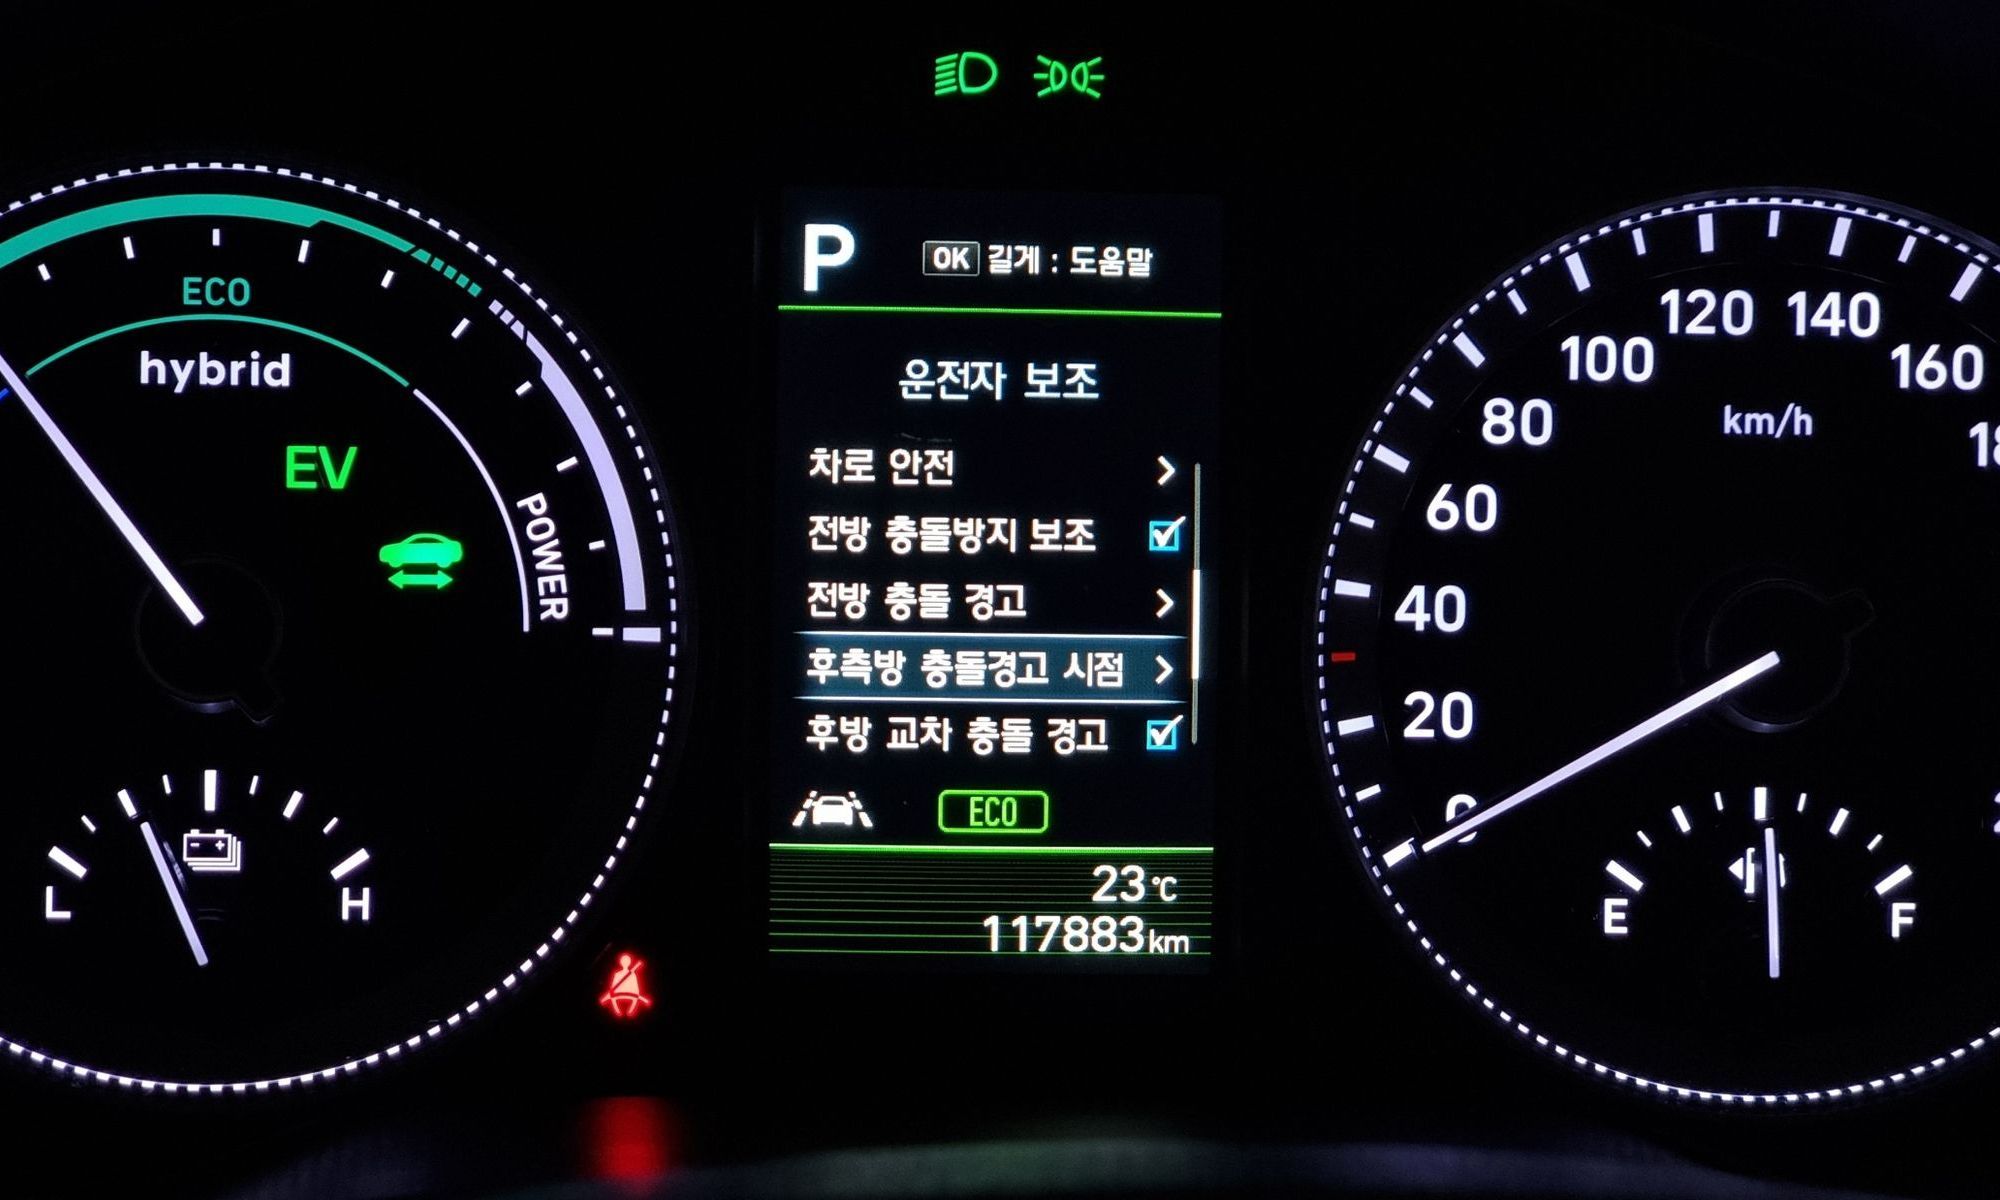 P
OK 길게 : 도움말
운전자 보조
차로 안전
전방 충돌방지 보조
전방 충돌 경고
후측방 충돌경고 시점
후방 교차 충돌 경고
ECO
23℃
117883km
ECO
hybrid
EV
POWER
L
H
0
20
40
60
80
100
120
140
160
km/h
E
F